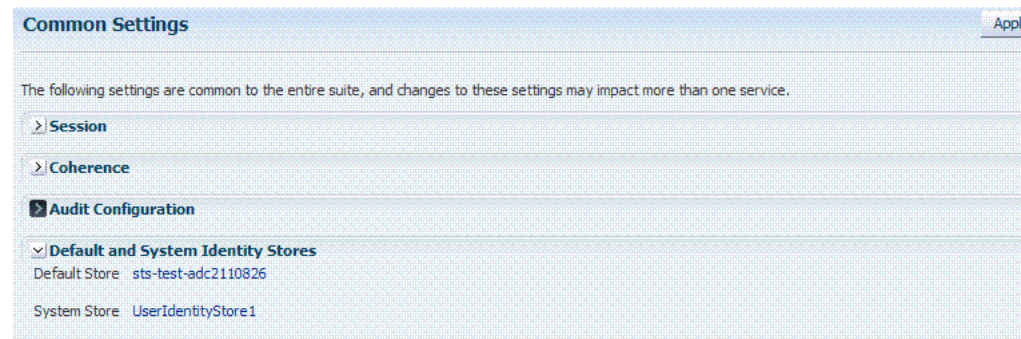 Common Settings
Appl
The following settings are common to the entire suite, and changes to these settings may impact more than one service.
Session
Coherence
Audit Configuration
Default and System Identity Stores
Default Store sts-test-adc2110826
System Store UserIdentityStore1